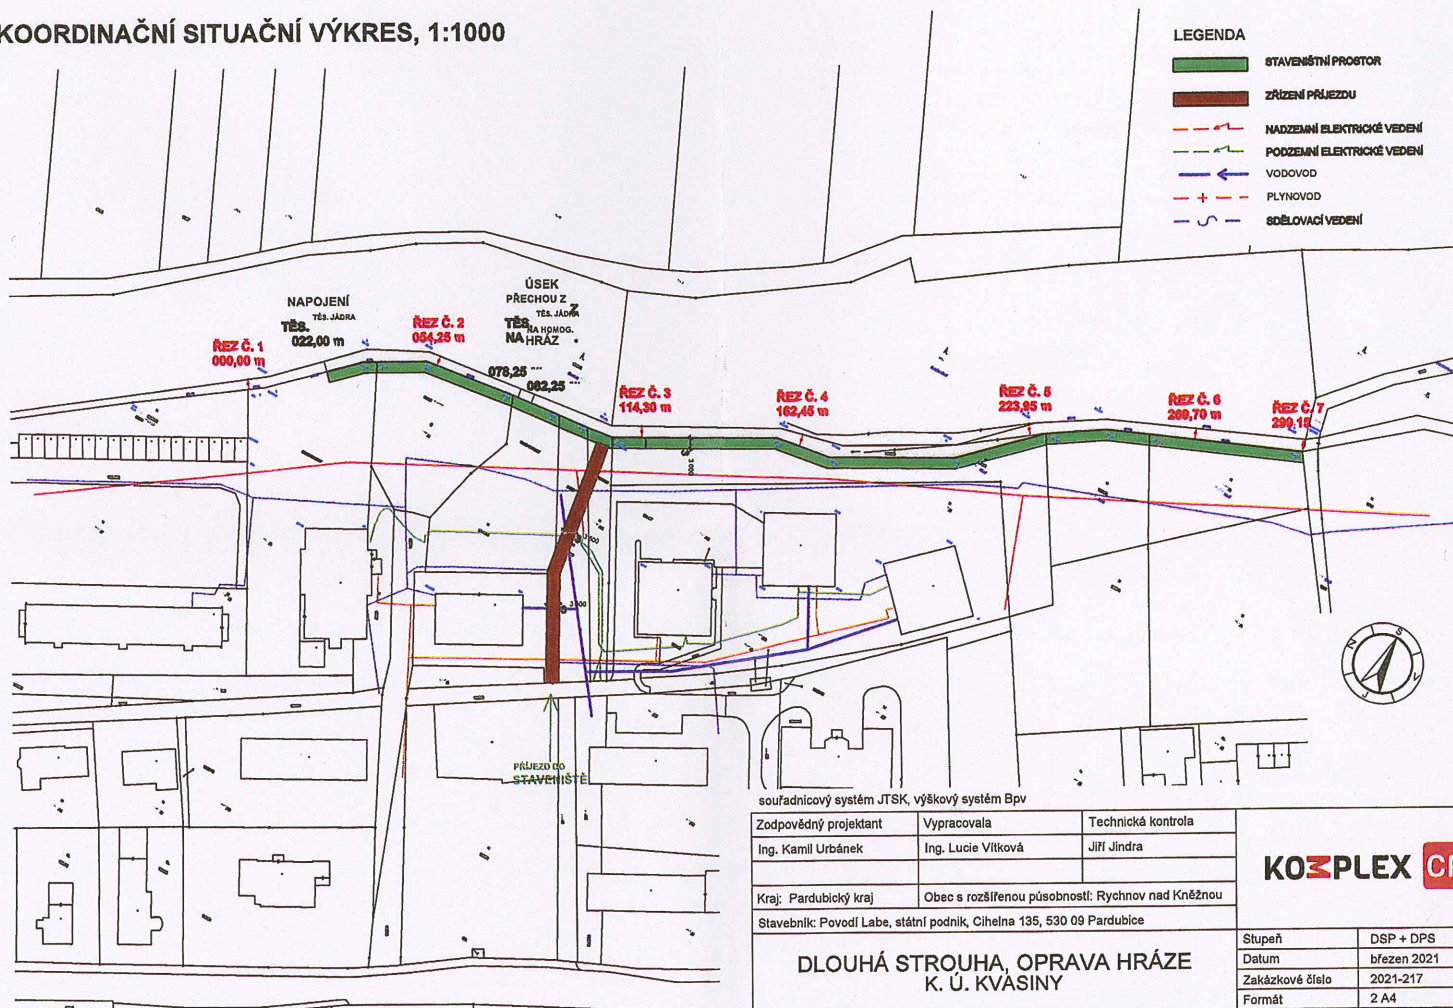 KOORDINAČNÍ SITUAČNÍ VÝKRES, 1:1000
LEGENDA
STAVENIŠTNÍ PROSTOR
ZŘÍZENÍ PŘÍJEZDU
NADZEMNÍ ELEKTRICKÉ VEDENÍ
PODZEMNÍ ELEKTRICKÉ VEDENÍ
VODOVOD
PLYNOVOD
SDĚLOVACÍ VEDENÍ
NAPOJENÍ
TĚS. JÁDRA
TĚS.
022,00 m
ÚSEK
PŘECHOU Z
TĚS. JÁDRA
Z
TĚS.
NA HOMOG.
NA HRÁZ
078,25
082,25
ŘEZ Č. 1
000,00 m
ŘEZ Č. 2
054,25 m
ŘEZ Č. 3
114,30 m
ŘEZ Č. 4
162,45 m
ŘEZ Č. 5
223,95 m
ŘEZ Č. 6
269,70 m
ŘEZ Č. 7
299,15
PŘÍJEZD DO
STAVENIŠTĚ
souřadnicový systém JTSK, výškový systém Bpv
Zodpovědný projektant
Vypracovala
Technická kontrola
Ing. Kamil Urbánek
Ing. Lucie Vítková
Jiří Jindra
Kraj: Pardubický kraj
Obec s rozšířenou působností: Rychnov nad Kněžnou
Stavebník: Povodí Labe, státní podnik, Cihelna 135, 530 09 Pardubice
DLOUHÁ STROUHA, OPRAVA HRÁZE
K. Ú. KVASINY
KOMPLEX
Stupeň DSP + DPS
Datum březen 2021
Zakázkové číslo 2021-217
Formát 2 A4